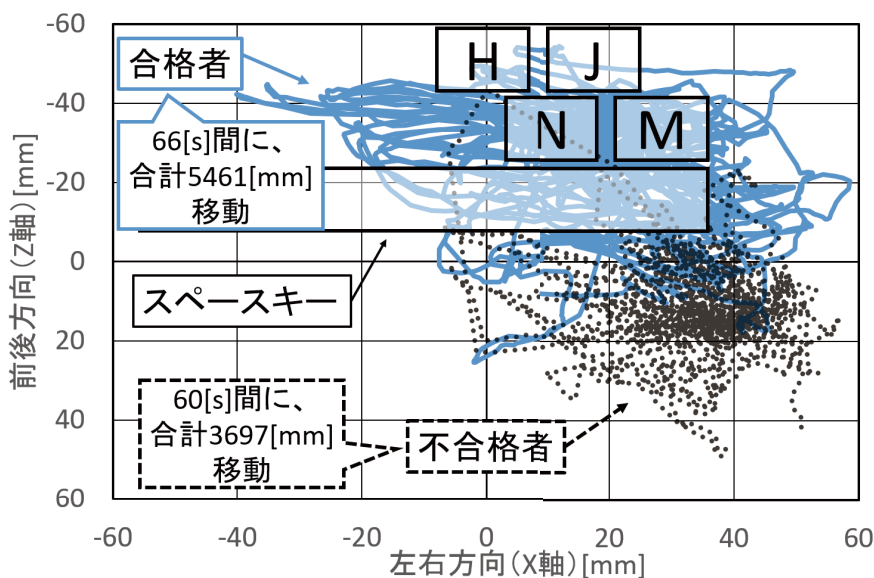 -60
-40
-20
0
20
40
60
前後方向(Z軸)[mm]
合格者
H
J
N
M
66[s]間に、
合計5461[mm]
移動
スペースキー
60[s]間に、
合計3697[mm]
移動
不合格者
-60
-40
-20
0
20
40
60
左右方向(X軸)[mm]